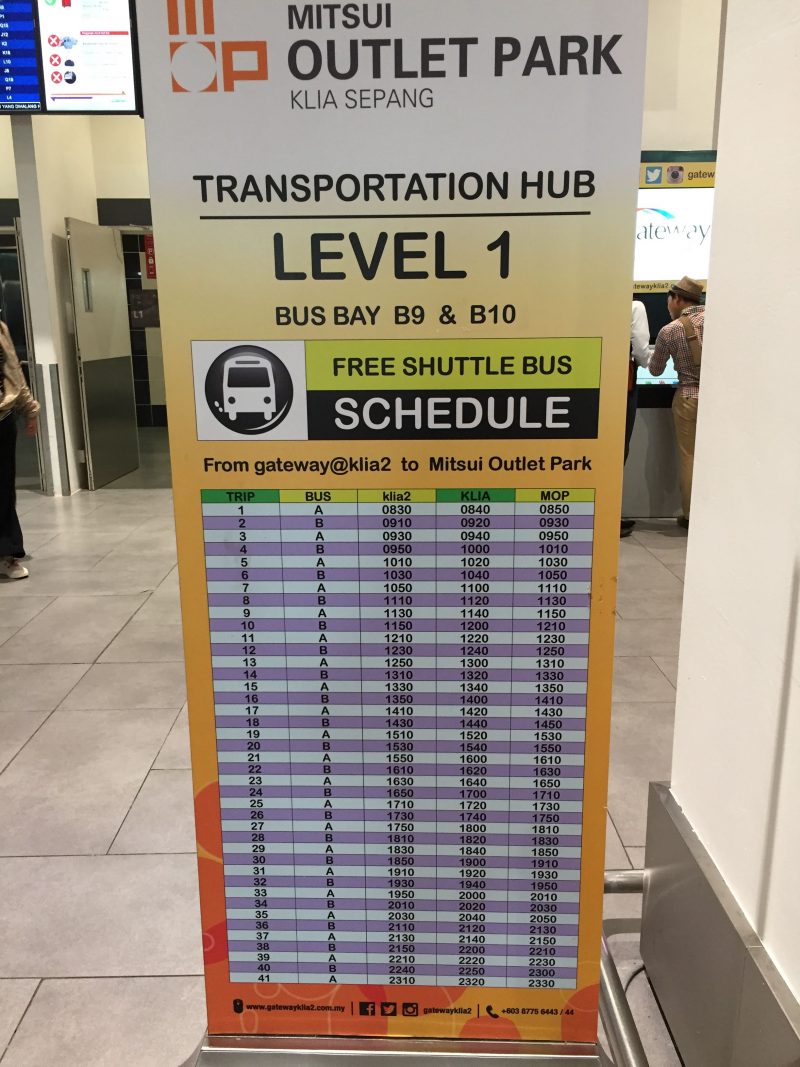 MITSUI
OUTLET PARK
KLIA SEPANG
TRANSPORTATION HUB
LEVEL 1
BUS BAY B9 & B10
FREE SHUTTLE BUS
SCHEDULE
From gateway@klia2 to Mitsui Outlet Park
TRIP BUS klia2 KLIA MOP
1 A 0830 0840 0850
2 B 0910 0920 0930
3 A 0930 0940 0950
4 B 0950 1000 1010
5 A 1010 1020 1030
6 B 1030 1040 1050
7 A 1050 1100 1110
8 B 1110 1120 1130
9 A 1130 1140 1150
10 B 1150 1200 1210
11 A 1210 1220 1230
12 B 1230 1240 1250
13 A 1250 1300 1310
14 B 1310 1320 1330
15 A 1330 1340 1350
16 B 1350 1400 1410
17 A 1410 1420 1430
18 B 1430 1440 1450
19 A 1510 1520 1530
20 B 1530 1540 1550
21 A 1550 1600 1610
22 B 1610 1620 1630
23 A 1630 1640 1650
24 B 1650 1700 1710
25 A 1710 1720 1730
26 B 1730 1740 1750
27 A 1750 1800 1810
28 B 1810 1820 1830
29 A 1830 1840 1850
30 B 1850 1900 1910
31 A 1910 1920 1930
32 B 1930 1940 1950
33 A 1950 2000 2010
34 B 2010 2020 2030
35 A 2030 2040 2050
36 B 2110 2120 2130
37 A 2130 2140 2150
38 B 2150 2200 2210
39 A 2210 2220 2230
40 B 2240 2250 2300
41 A 2310 2320 2330
www.gatewayklia2.com.my | gatewayklia2 | +603 8775 6443 / 44
gatew
ateway